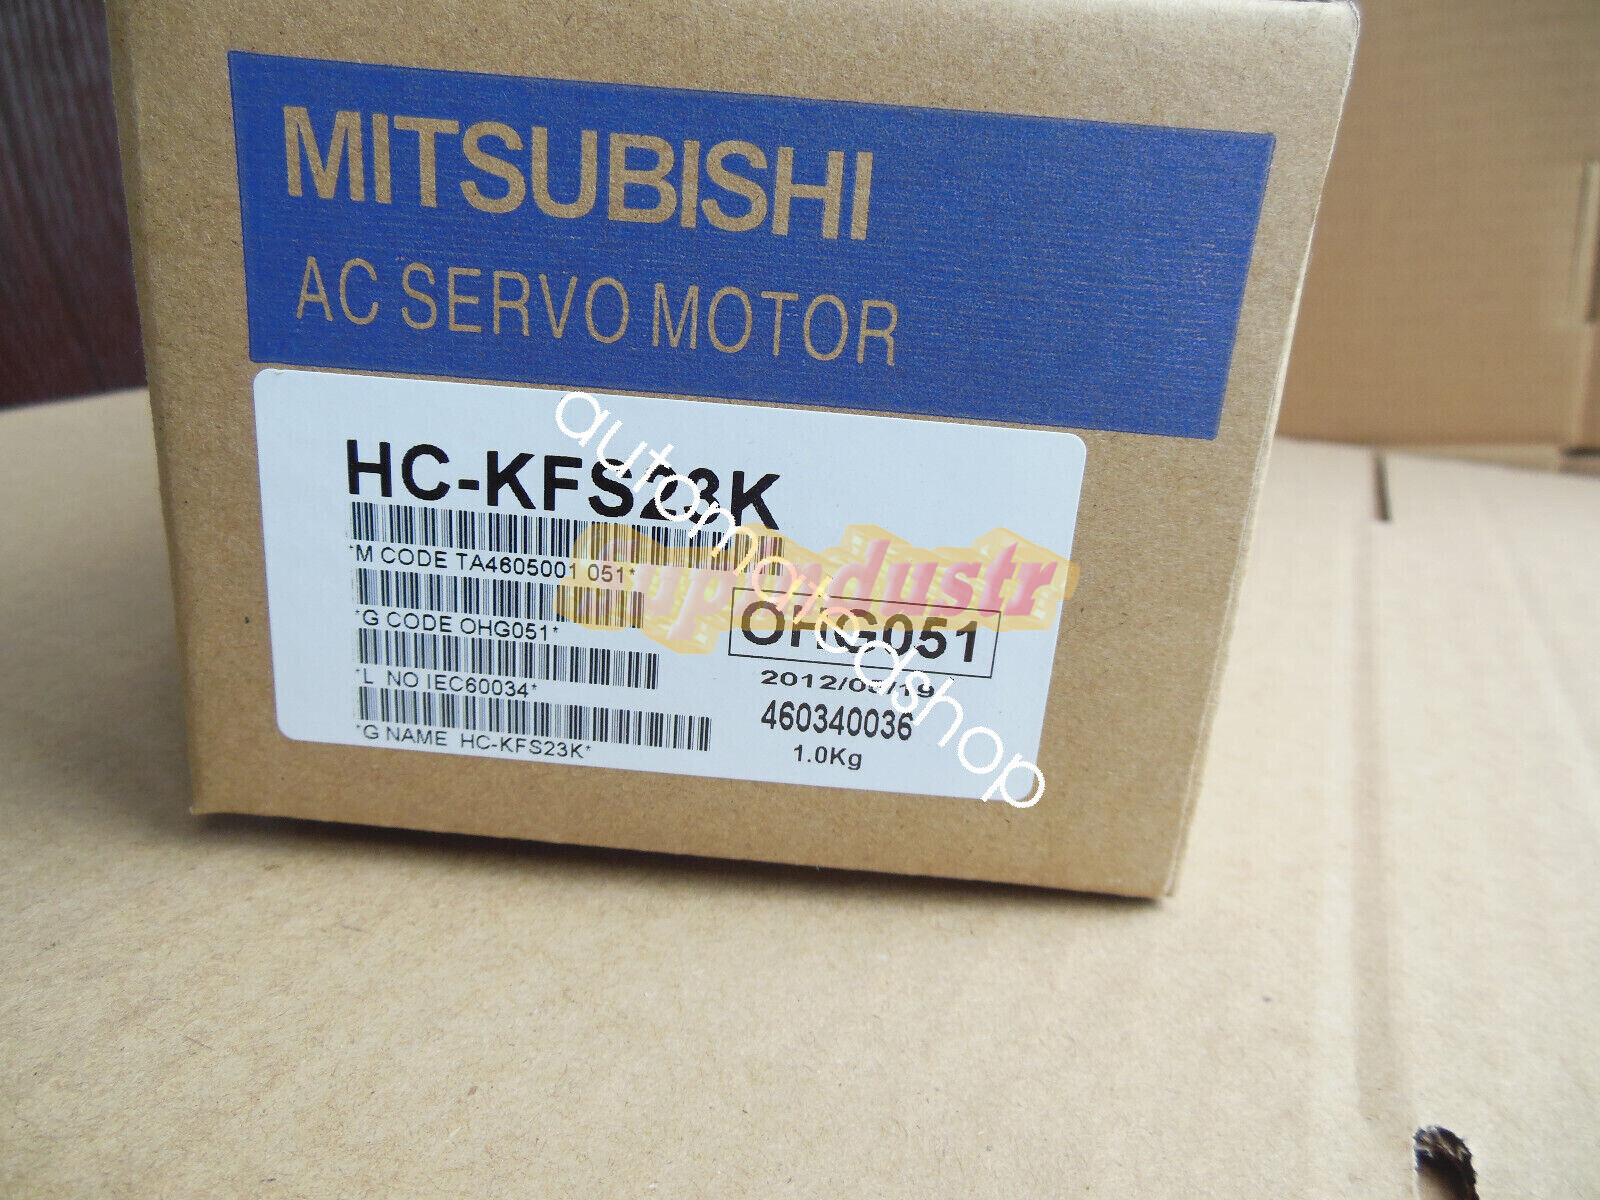 MITSUBISHI
AC SERVO MOTOR
HC-KFS23K
*M CODE TA4605001 051*
*G CODE OHG051*
*L NO IEC60034*
*G NAME HC-KFS23K*
OHG051
460340036
1.0Kg
automatedshop